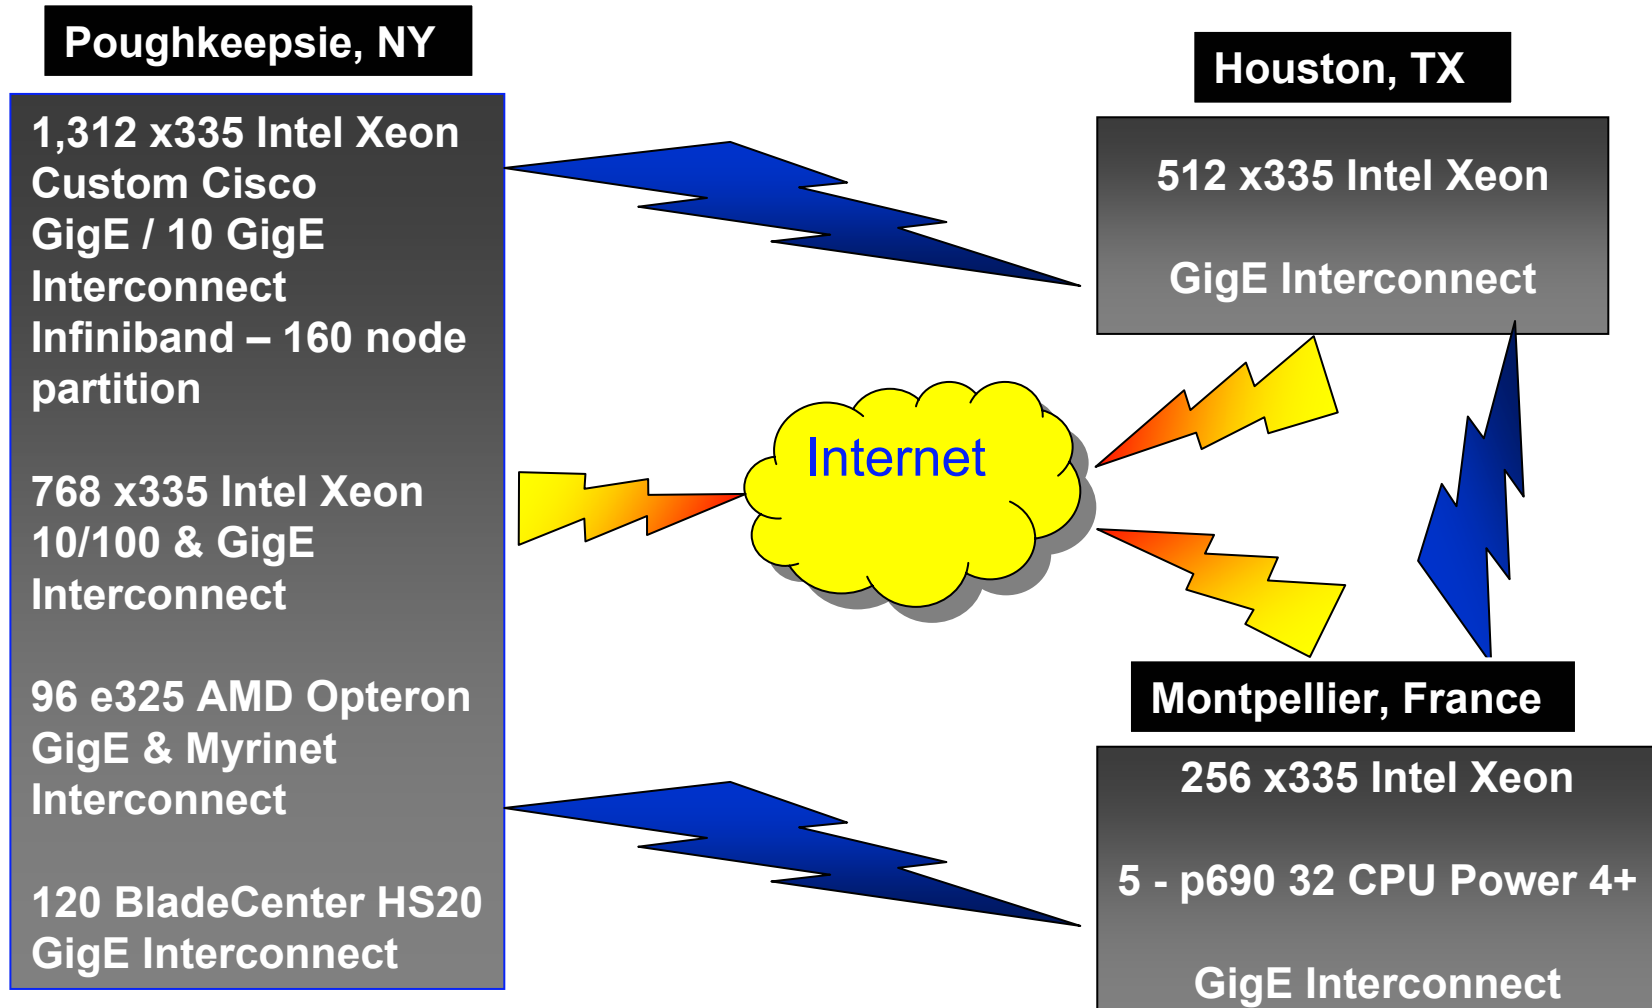 Poughkeepsie, NY
1,312 x335 Intel Xeon
Custom Cisco
GigE / 10 GigE
Interconnect
Infiniband – 160 node
partition
768 x335 Intel Xeon
10/100 & GigE
Interconnect
96 e325 AMD Opteron
GigE & Myrinet
Interconnect
120 BladeCenter HS20
GigE Interconnect
Internet
Houston, TX
512 x335 Intel Xeon
GigE Interconnect
Montpellier, France
256 x335 Intel Xeon
5 - p690 32 CPU Power 4+
GigE Interconnect